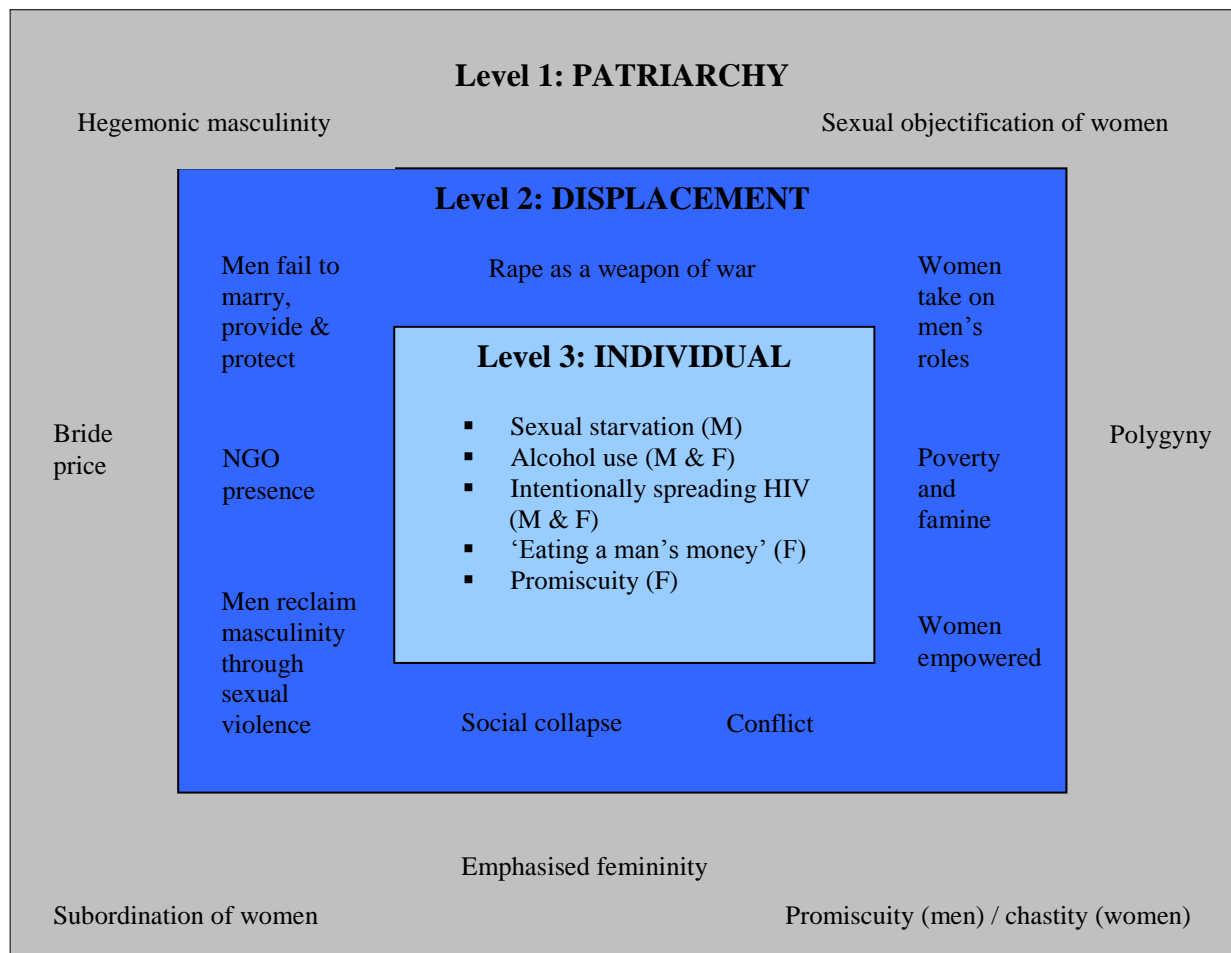 Level 1: PATRIARCHY
Hegemonic masculinity
Sexual objectification of women
Level 2: DISPLACEMENT
Men fail to
marry,
provide &
protect
Rape as a weapon of war
Women
take on
men’s
roles
Level 3: INDIVIDUAL
▪ Sexual starvation (M)
▪ Alcohol use (M & F)
▪ Intentionally spreading HIV
(M & F)
▪ ‘Eating a man’s money’ (F)
▪ Promiscuity (F)
Bride
price
NGO
presence
Poverty
and
famine
Polygyny
Men reclaim
masculinity
through
sexual
violence
Women
empowered
Social collapse
Conflict
Emphasised femininity
Subordination of women
Promiscuity (men) / chastity (women)